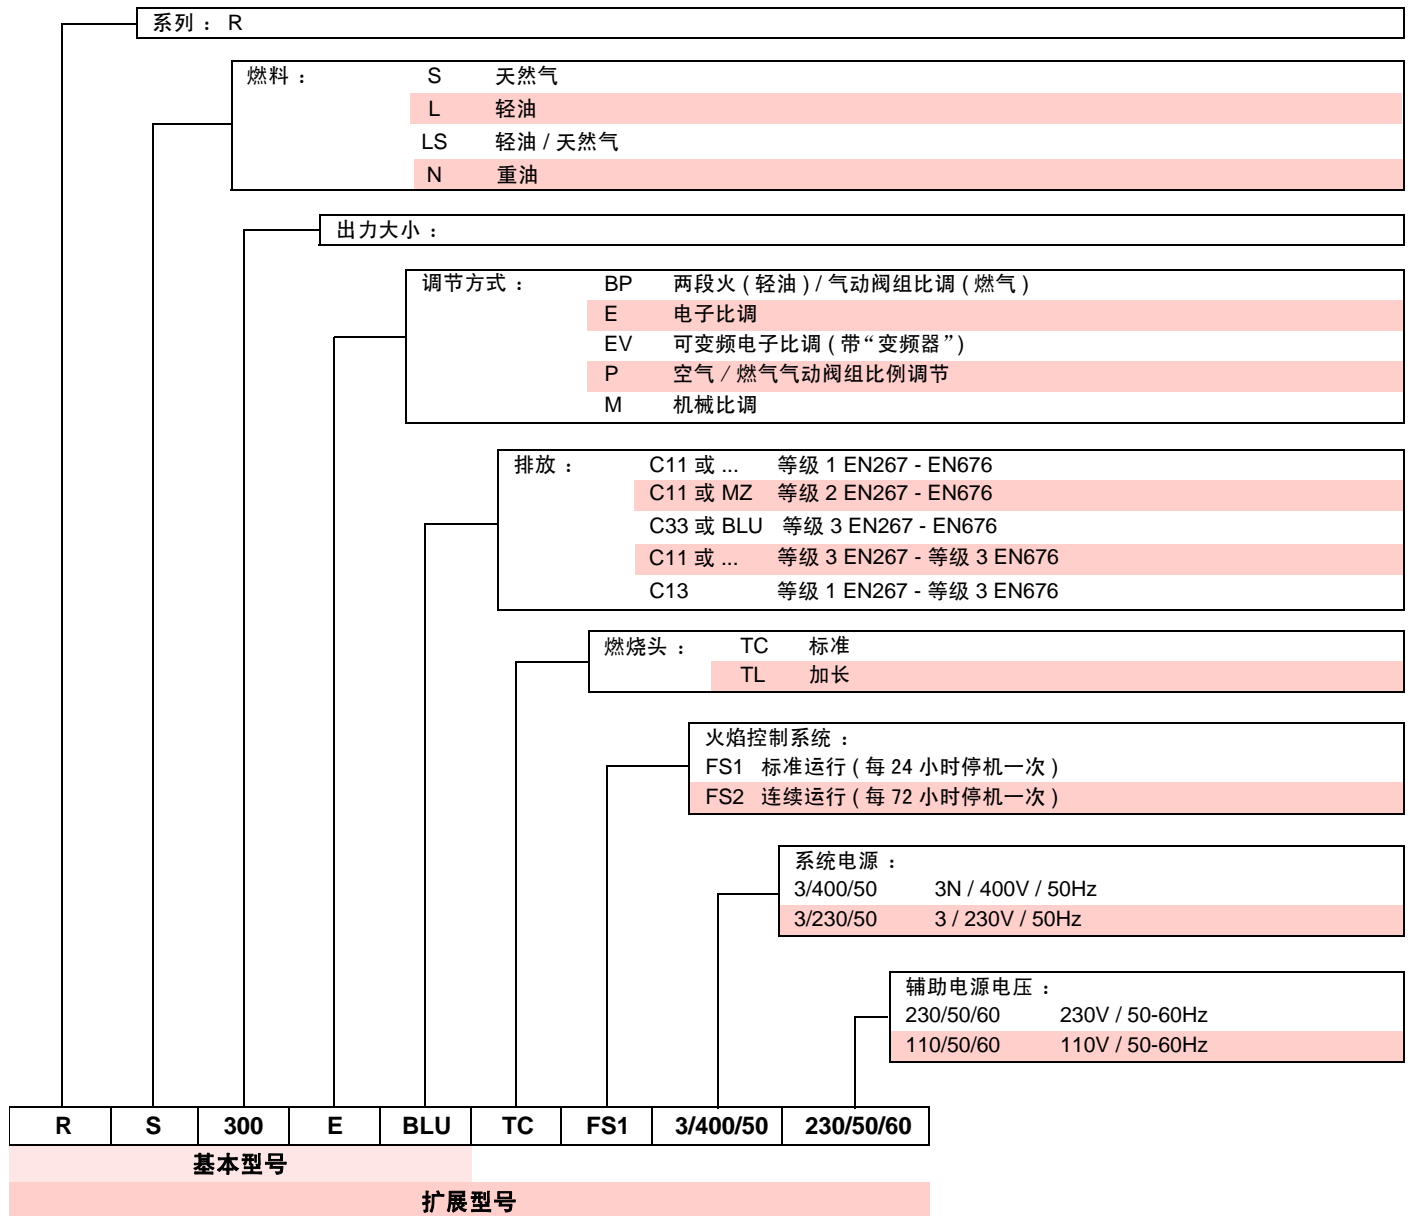 系列 : R
燃料 : S 天然气
L 轻油
LS 轻油 / 天然气
N 重油
出力大小 :
调节方式 : BP 两段火 ( 轻油 ) / 气动阀组比调 ( 燃气 )
E 电子比调
EV 可变频电子比调 ( 带“变频器”)
P 空气 / 燃气气动阀组比例调节
M 机械比调
排放 : C11 或 ... 等级 1 EN267 - EN676
C11 或 MZ 等级 2 EN267 - EN676
C33 或 BLU 等级 3 EN267 - EN676
C11 或 ... 等级 3 EN267 - 等级 3 EN676
C13 等级 1 EN267 - 等级 3 EN676
燃烧头 : TC 标准
TL 加长
火焰控制系统 :
FS1 标准运行 ( 每 24 小时停机一次 )
FS2 连续运行 ( 每 72 小时停机一次 )
系统电源 :
3/400/50 3N / 400V / 50Hz
3/230/50 3 / 230V / 50Hz
辅助电源电压 :
230/50/60 230V / 50-60Hz
110/50/60 110V / 50-60Hz
R S 300 E BLU TC FS1 3/400/50 230/50/60
基本型号
扩展型号